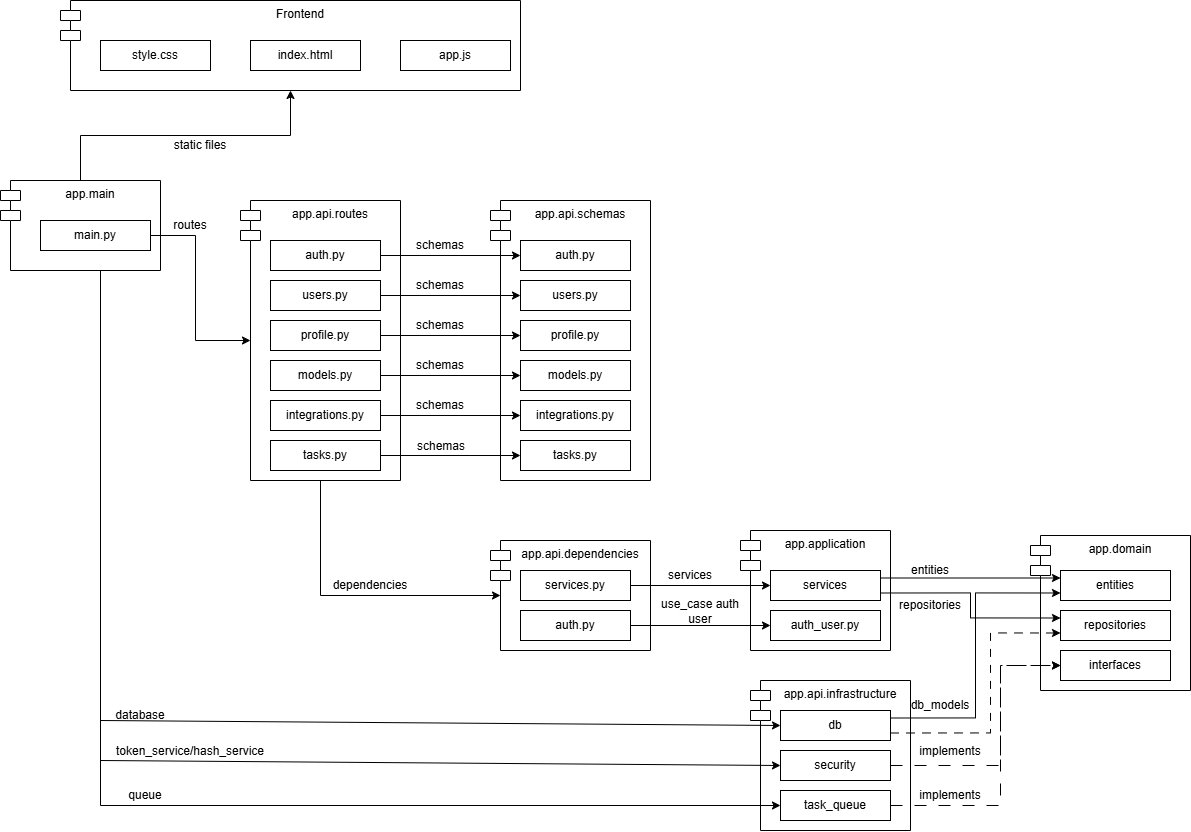 Frontend
style.css
index.html
app.js
static files
app.main
main.py
routes
app.api.routes
auth.py
users.py
profile.py
models.py
integrations.py
tasks.py
schemas
schemas
schemas
schemas
schemas
schemas
app.api.schemas
auth.py
users.py
profile.py
models.py
integrations.py
tasks.py
dependencies
app.api.dependencies
services.py
auth.py
services
use_case auth
user
app.application
services
auth_user.py
entities
repositories
app.domain
entities
repositories
interfaces
database
token_service/hash_service
queue
app.api.infrastructure
db
security
task_queue
db_models
implements
implements